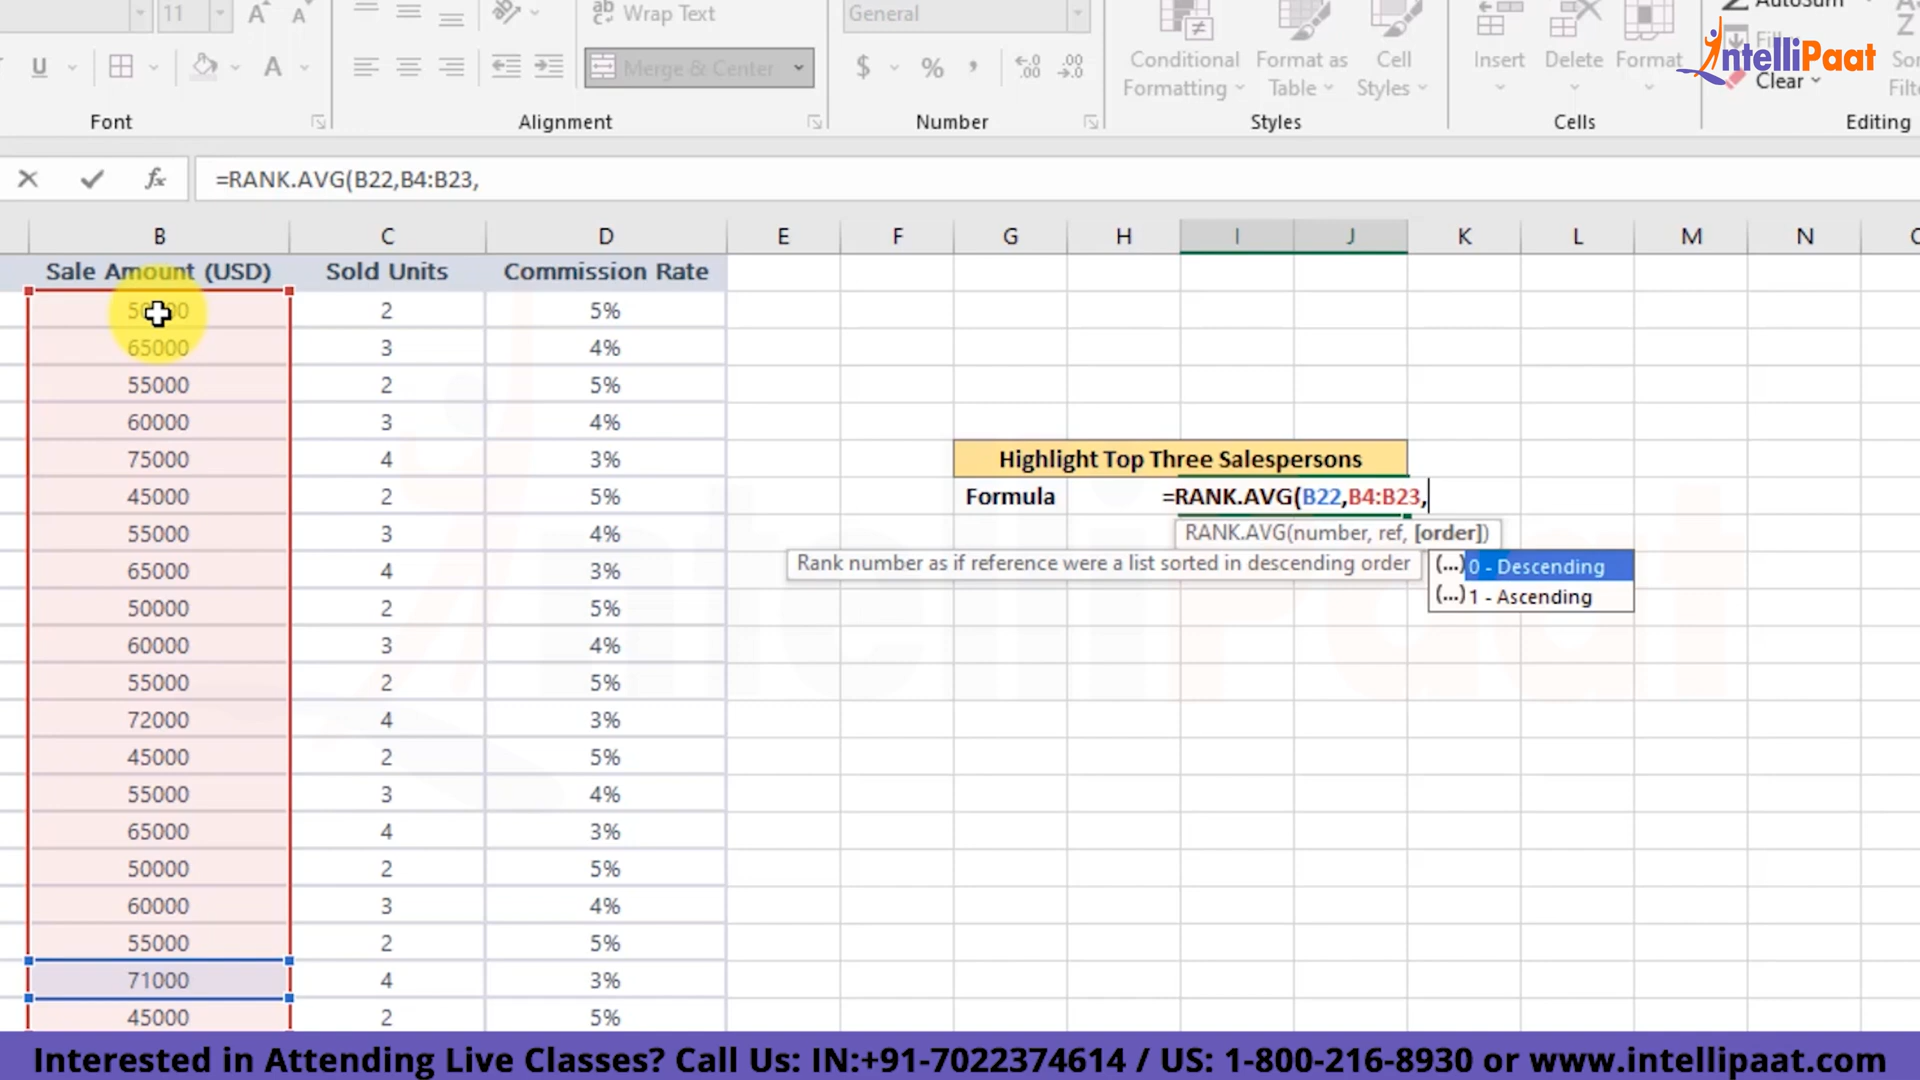 11 A A
Wrap Text
General
AutoSum
IntelliPaat
U A
Merge & Center
$ % ,
Conditional Formatting
Format as Table
Cell Styles
Insert
Delete
Format
Clear
Font
Alignment
Number
Styles
Cells
Editing
fx =RANK.AVG(B22,B4:B23,
B C D E F G H I J K L M N
Sale Amount (USD) Sold Units Commission Rate
2 5%
65000 3 4%
55000 2 5%
60000 3 4%
75000 4 3%
Highlight Top Three Salespersons
45000 2 5%
Formula =RANK.AVG(B22,B4:B23,
55000 3 4%
RANK.AVG(number, ref, [order])
Rank number as if reference were a list sorted in descending order
(...) 0 - Descending
(...) 1 - Ascending
65000 4 3%
50000 2 5%
60000 3 4%
55000 2 5%
72000 4 3%
45000 2 5%
55000 3 4%
65000 4 3%
50000 2 5%
60000 3 4%
55000 2 5%
71000 4 3%
45000 2 5%
Interested in Attending Live Classes? Call Us: IN:+91-7022374614 / US: 1-800-216-8930 or www.intellipaat.com